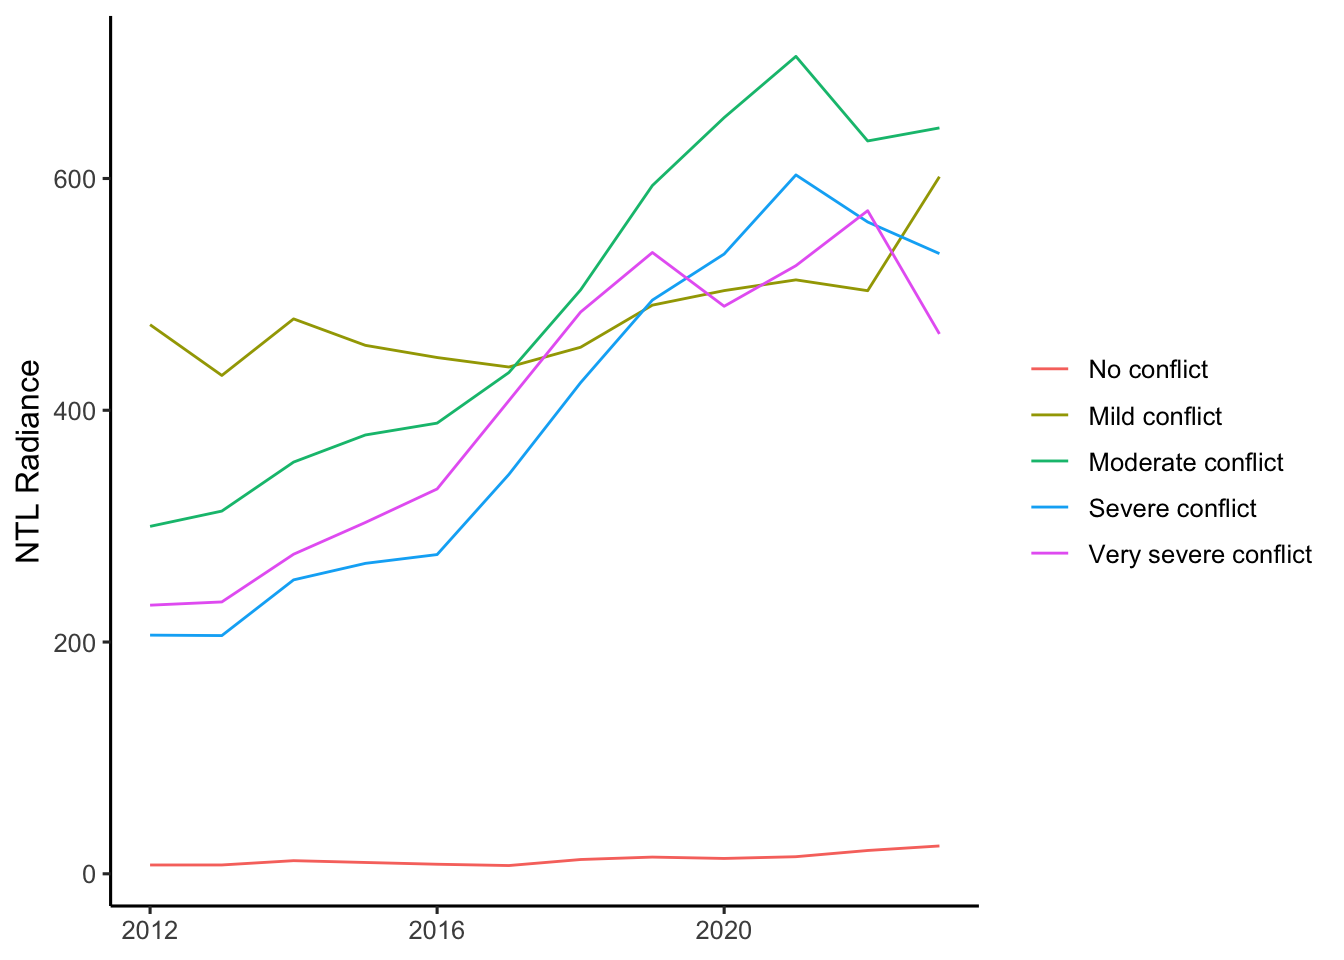 NTL Radiance
600
400
200
0
2012
2016
2020
No conflict
Mild conflict
Moderate conflict
Severe conflict
Very severe conflict